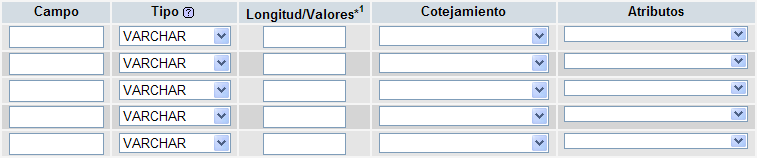 Campo Tipo ? Longitud/Valores*1 Cotejamiento Atributos
VARCHAR
VARCHAR
VARCHAR
VARCHAR
VARCHAR